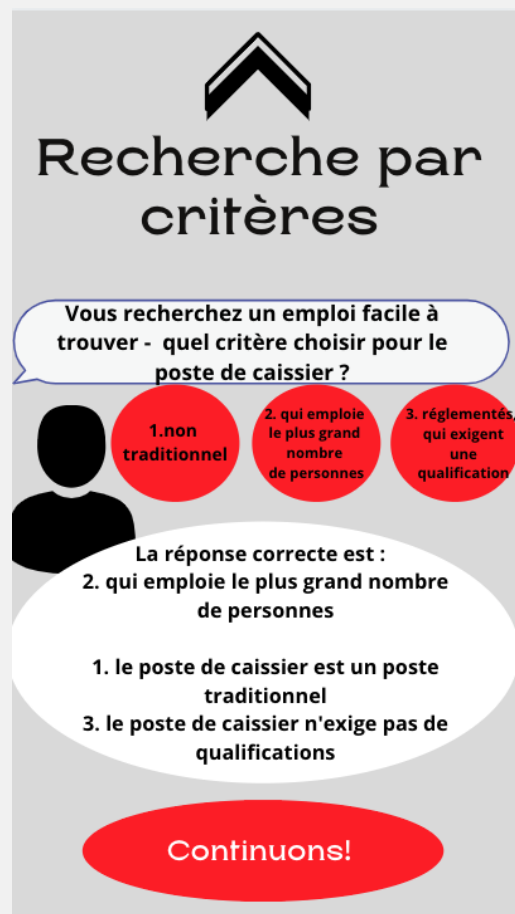 Recherche par
critères
Vous recherchez un emploi facile à
trouver - quel critère choisir pour le
poste de caissier ?
1.non
traditionnel
2. qui emploie
le plus grand
nombre
de personnes
3. réglementés,
qui exigent
une
qualification
La réponse correcte est :
2. qui emploie le plus grand nombre
de personnes
1. le poste de caissier est un poste
traditionnel
3. le poste de caissier n'exige pas de
qualifications
Continuons!